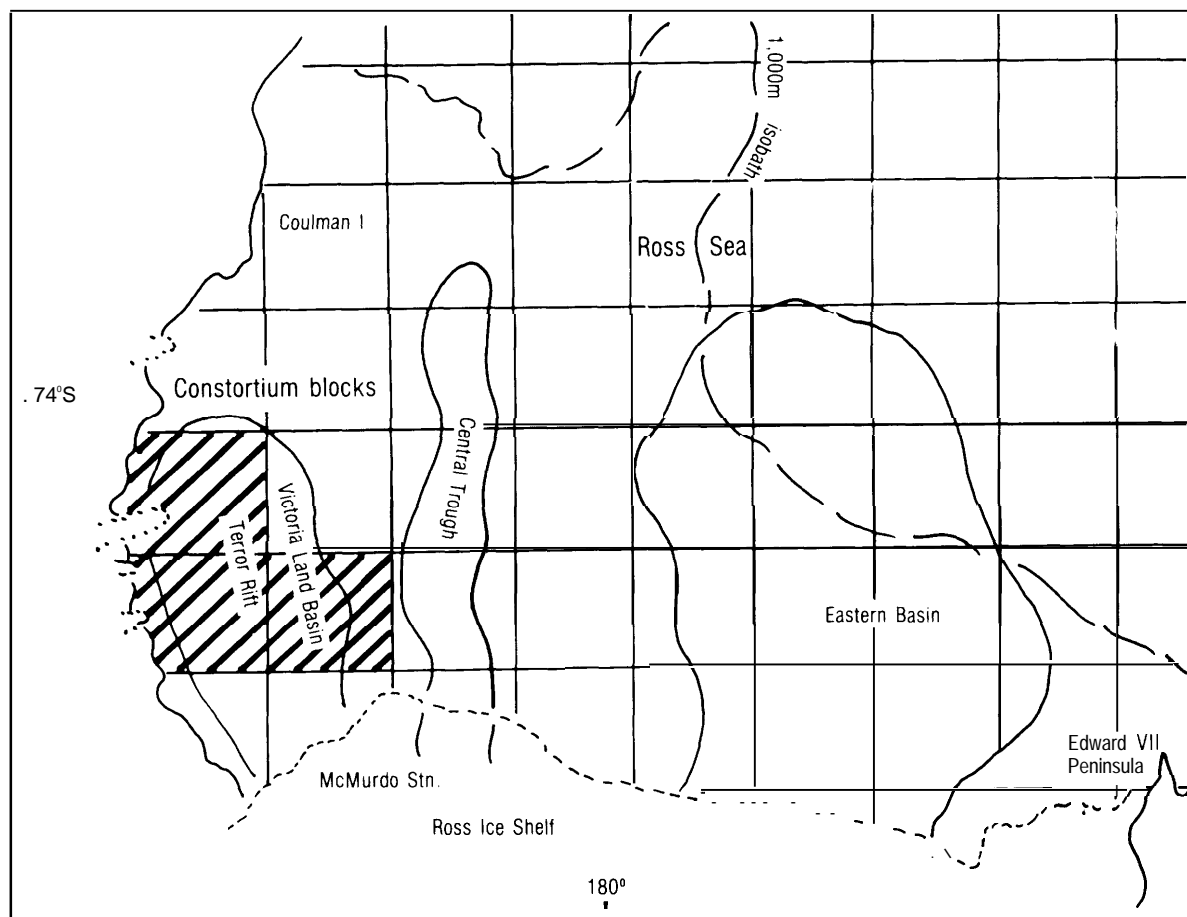 1,000m isobath
Coulman I
Ross Sea
. 74°S
Constortium blocks
Central Trough
Victoria Land Basin
Terror Rift
Eastern Basin
Edward VII
Peninsula
McMurdo Stn.
Ross Ice Shelf
180°